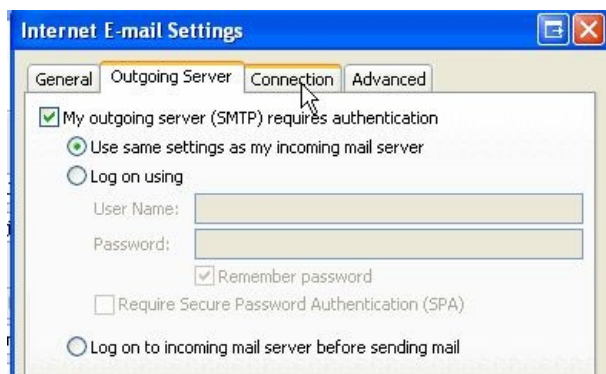 Internet E-mail Settings
General Outgoing Server Connection Advanced
My outgoing server (SMTP) requires authentication
Use same settings as my incoming mail server
Log on using
User Name:
Password:
Remember password
Require Secure Password Authentication (SPA)
Log on to incoming mail server before sending mail